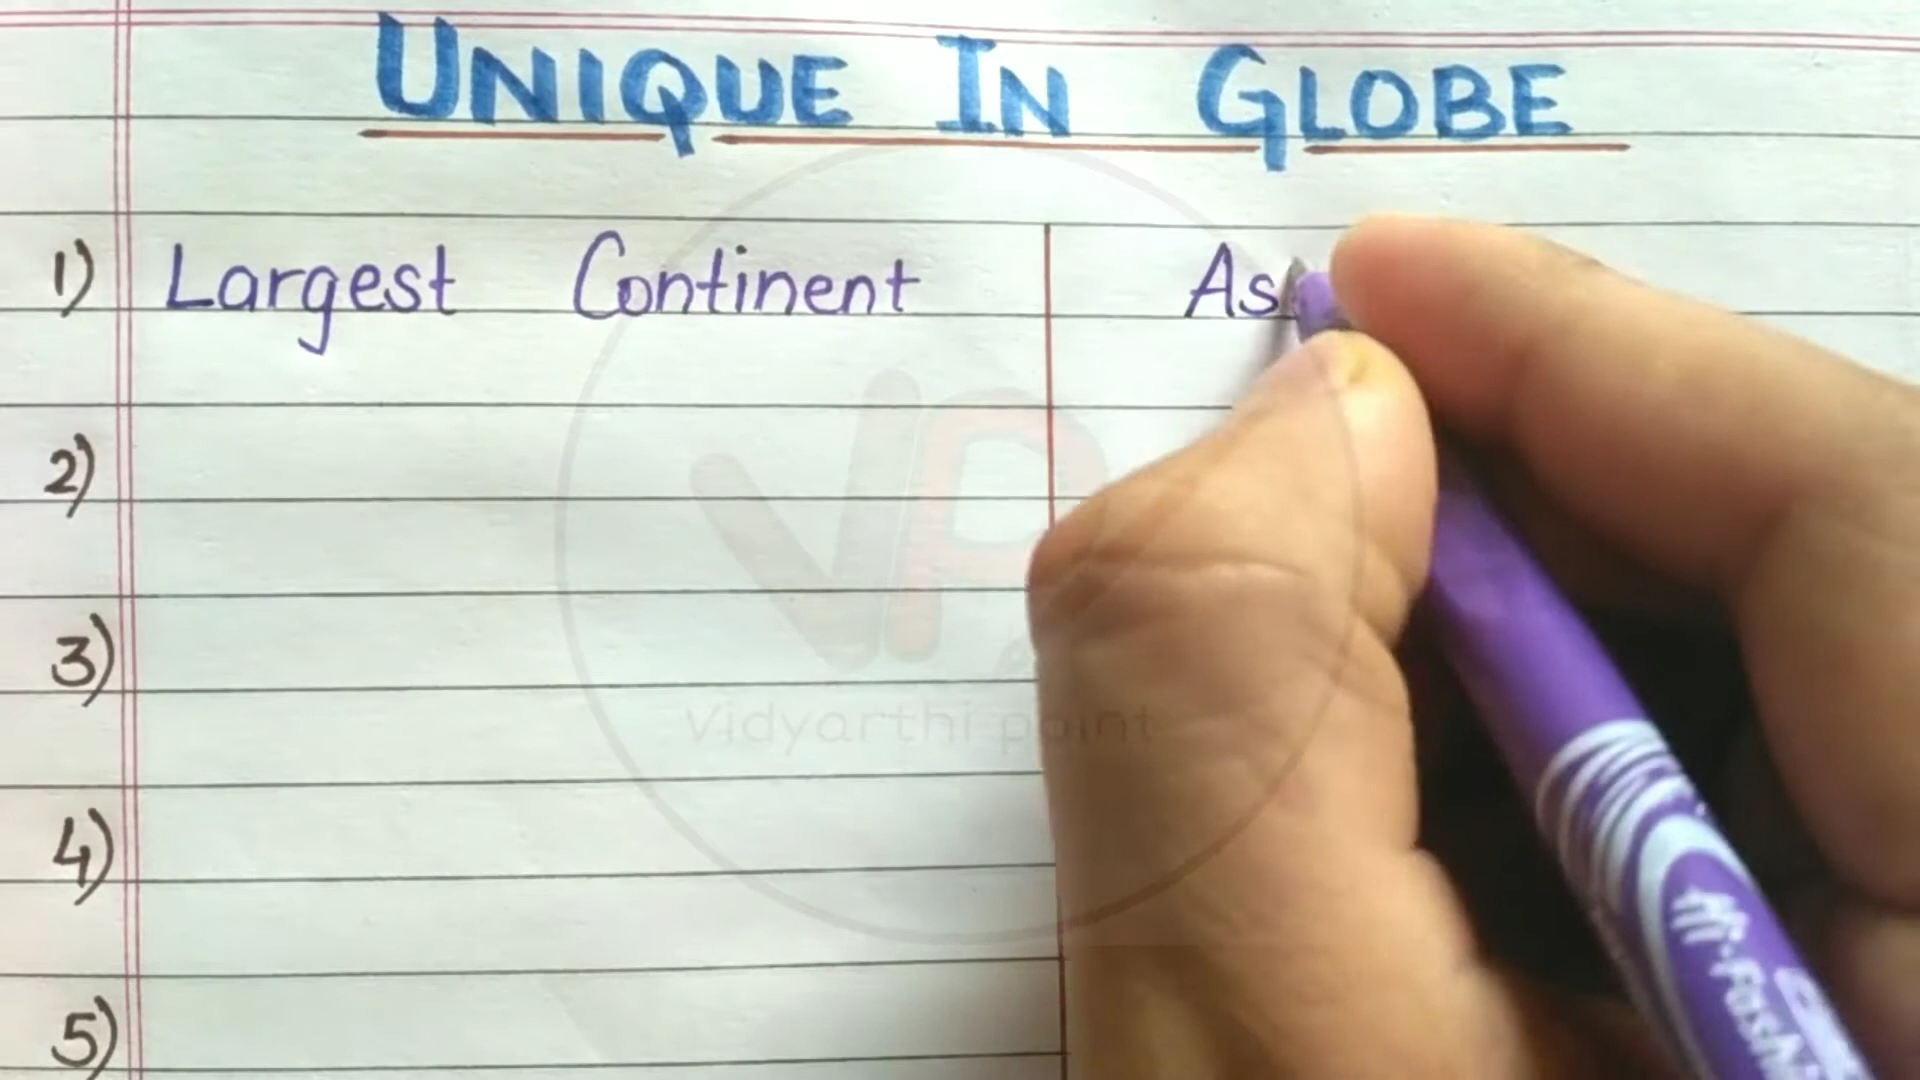 UNIQUE IN GLOBE
1) Largest Continent As
2)
3)
Vidyarthi point
4)
5)